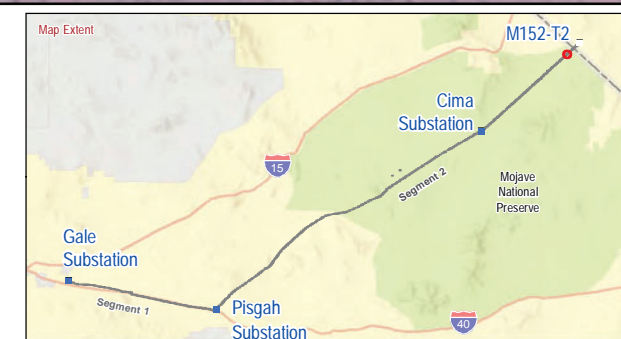 Map Extent
M152-T2
Cima
Substation
15
Segment 2
Mojave
National
Preserve
Gale
Substation
Segment 1
Pisgah
Substation
40